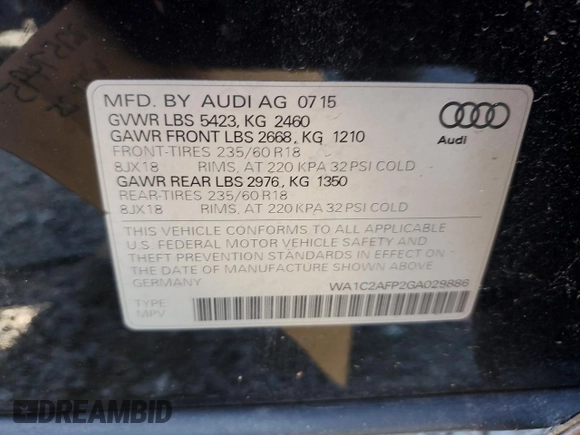 MFD. BY AUDI AG 0715
GVWR LBS 5423, KG 2460
GAWR FRONT LBS 2668, KG 1210
FRONT-TIRES 235/60 R18
8JX18 RIMS, AT 220 KPA 32 PSI COLD
GAWR REAR LBS 2976, KG 1350
REAR-TIRES 235/60 R18
8JX18 RIMS, AT 220 KPA 32 PSI COLD
Audi
THIS VEHICLE CONFORMS TO ALL APPLICABLE
U.S. FEDERAL MOTOR VEHICLE SAFETY AND
THEFT PREVENTION STANDARDS IN EFFECT ON THE
DATE OF MANUFACTURE SHOWN ABOVE.
GERMANY WA1C2AFP2GA029886
TYPE
MPV
DREAMBID